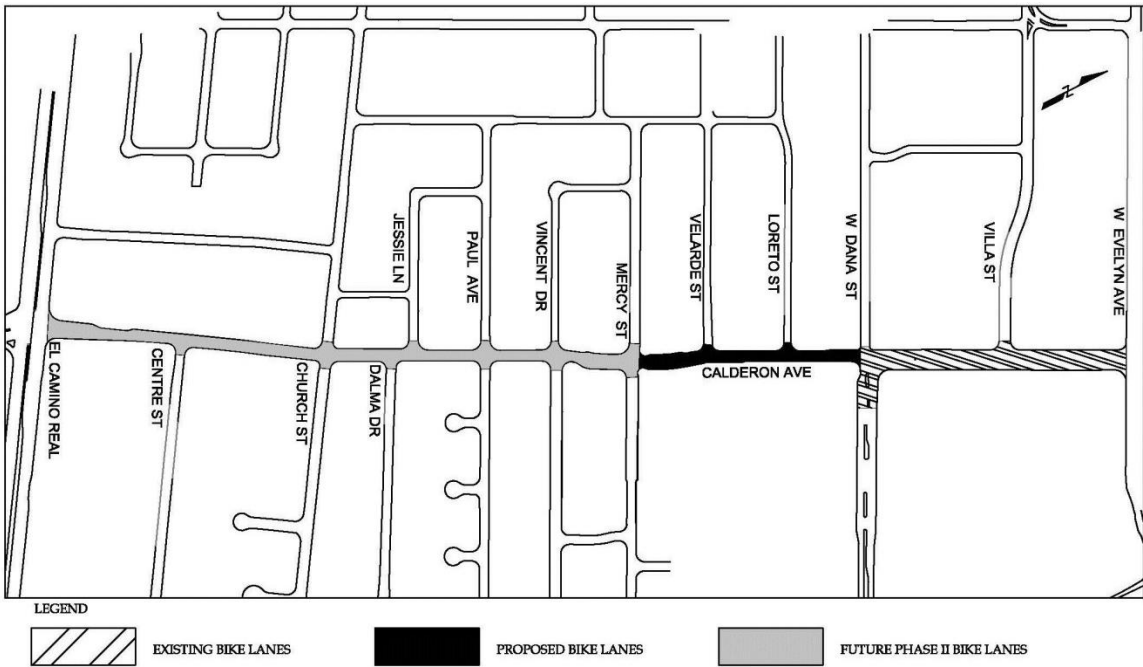 N
JESSIE LN
PAUL AVE
VINCENT DR
MERCY ST
VELARDE ST
LORETO ST
W DANA ST
VILLA ST
W EVELYN AVE
EL CAMINO REAL
CENTRE ST
CHURCH ST
DALMA DR
CALDERON AVE
LEGEND
EXISTING BIKE LANES
PROPOSED BIKE LANES
FUTURE PHASE II BIKE LANES